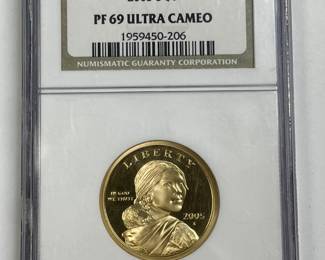 PF 69 ULTRA CAMEO
1959450-206
NUMISMATIC GUARANTY CORPORATION
LIBERTY
IN GOD
WE TRUST
2005
S